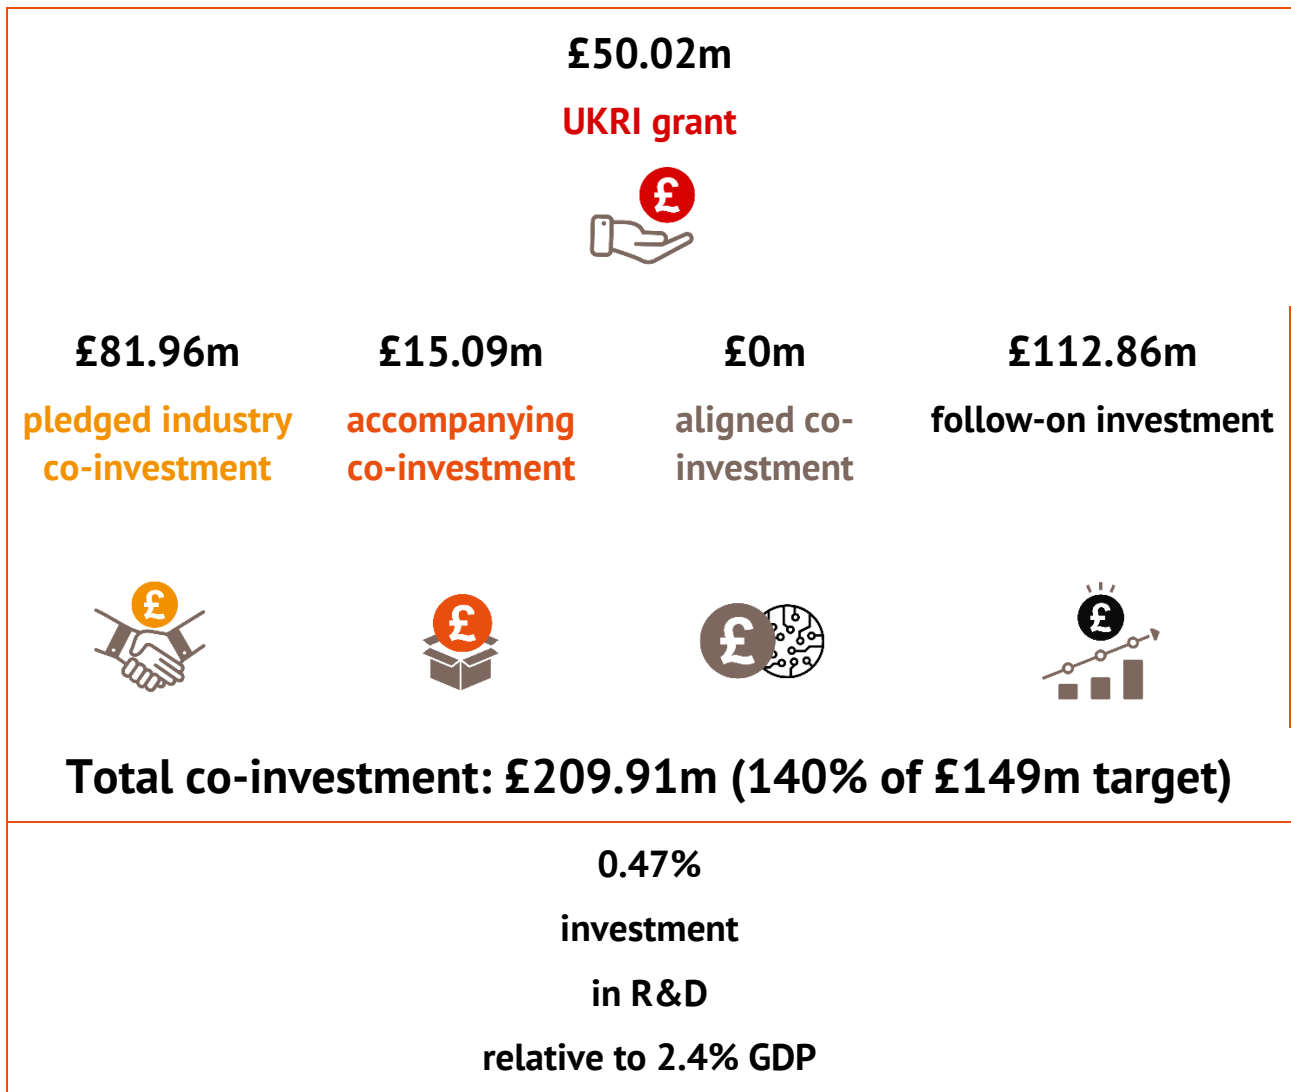 £50.02m
UKRI grant
£
£81.96m
pledged industry
co-investment
£
£15.09m
accompanying
co-investment
£
£0m
aligned co-
investment
£
£112.86m
follow-on investment
£
Total co-investment: £209.91m (140% of £149m target)
0.47%
investment
in R&D
relative to 2.4% GDP